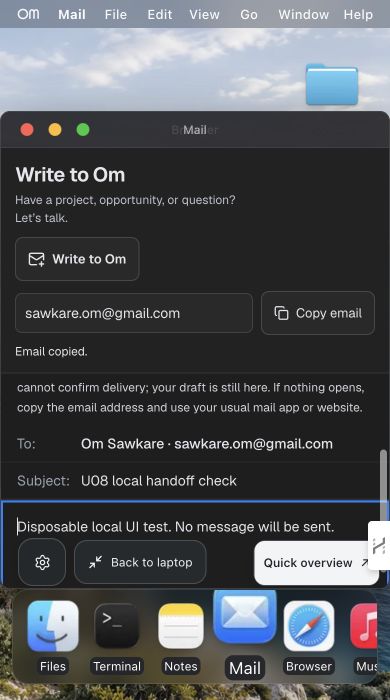 OM Mail File Edit View Go Window Help
Mail
Write to Om
Have a project, opportunity, or question?
Let's talk.
Write to Om
sawkare.om@gmail.com
Copy email
Email copied.
cannot confirm delivery; your draft is still here. If nothing opens,
copy the email address and use your usual mail app or website.
To: Om Sawkare · sawkare.om@gmail.com
Subject: U08 local handoff check
Disposable local UI test. No message will be sent.
Back to laptop
Quick overview
Files Terminal Notes Mail Browser Mus